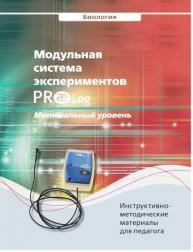 Биология
Модульная
система
экспериментов
PROLog
Минимальный уровень
Инструктивно-
методические
материалы
для педагога